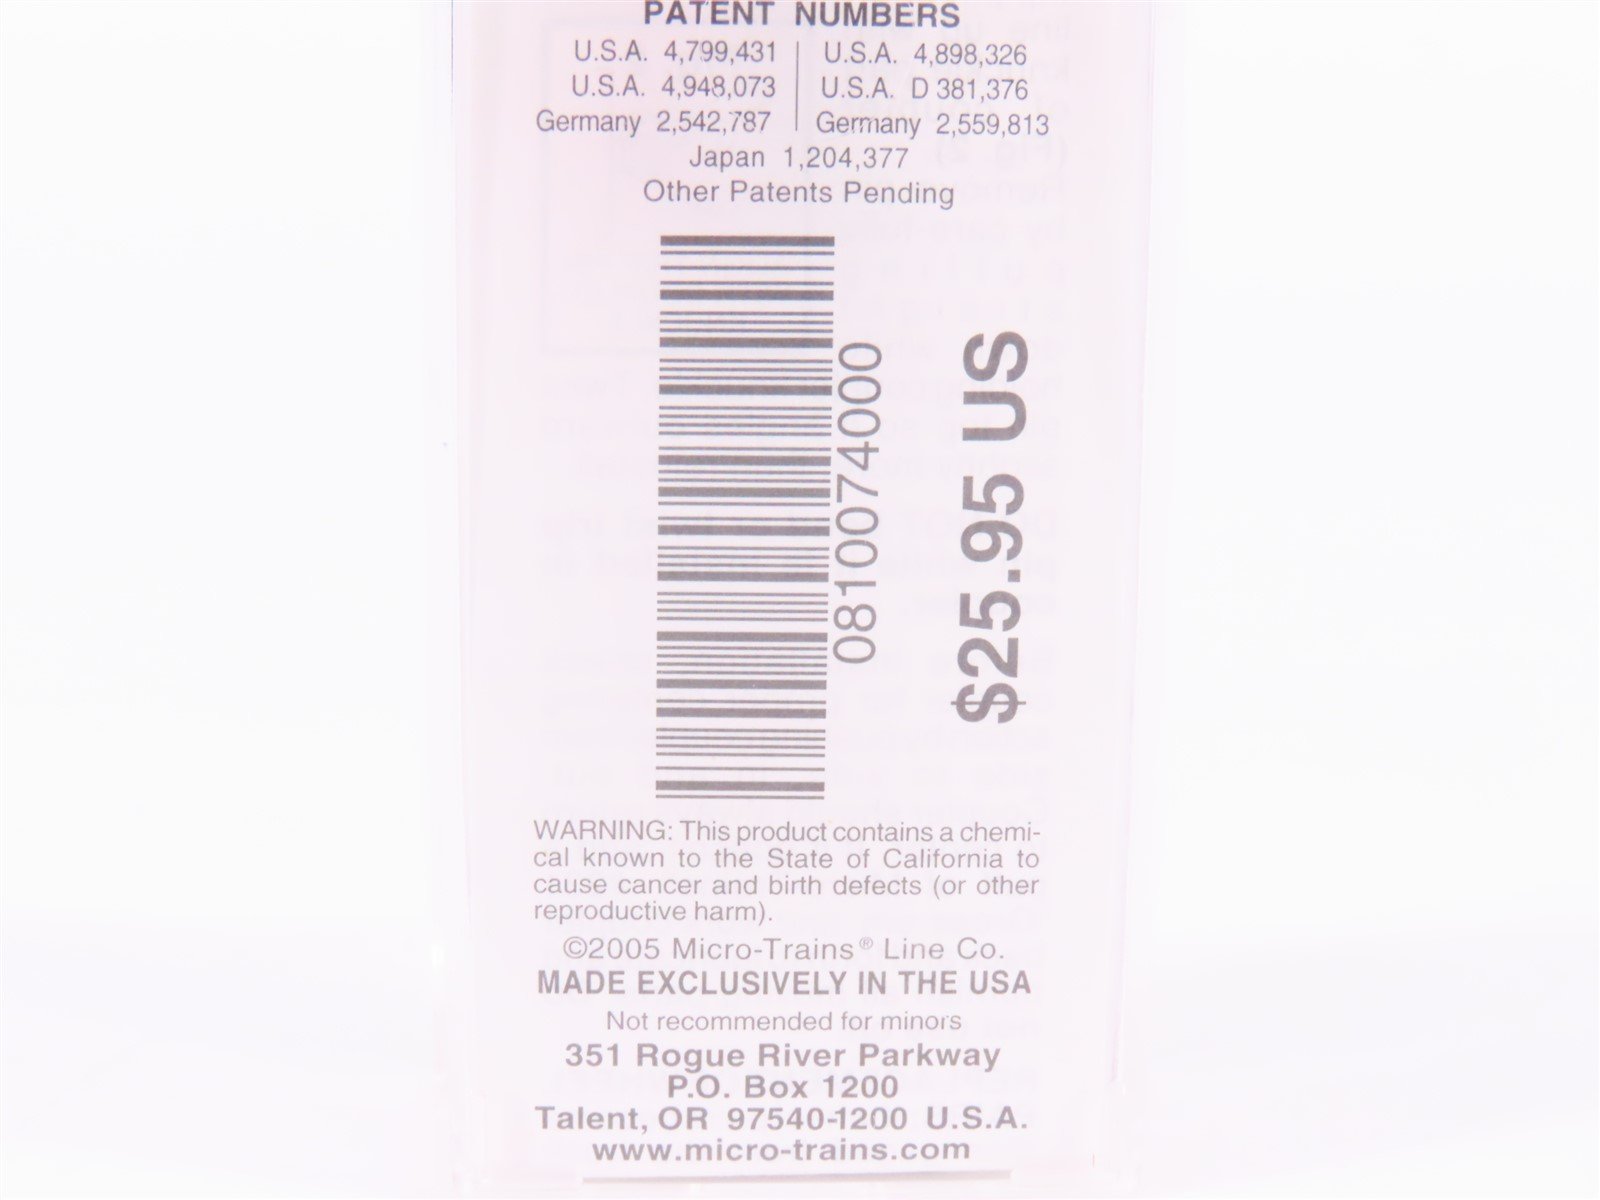 PATENT NUMBERS
U.S.A. 4,799,431 | U.S.A. 4,898,326
U.S.A. 4,948,073 | U.S.A. D 381,376
Germany 2,542,787 | Germany 2,559,813
Japan 1,204,377
Other Patents Pending
0810074000
$25.95 US
WARNING: This product contains a chemi-
cal known to the State of California to
cause cancer and birth defects (or other
reproductive harm).
©2005 Micro-Trains® Line Co.
MADE EXCLUSIVELY IN THE USA
Not recommended for minors
351 Rogue River Parkway
P.O. Box 1200
Talent, OR 97540-1200 U.S.A.
www.micro-trains.com